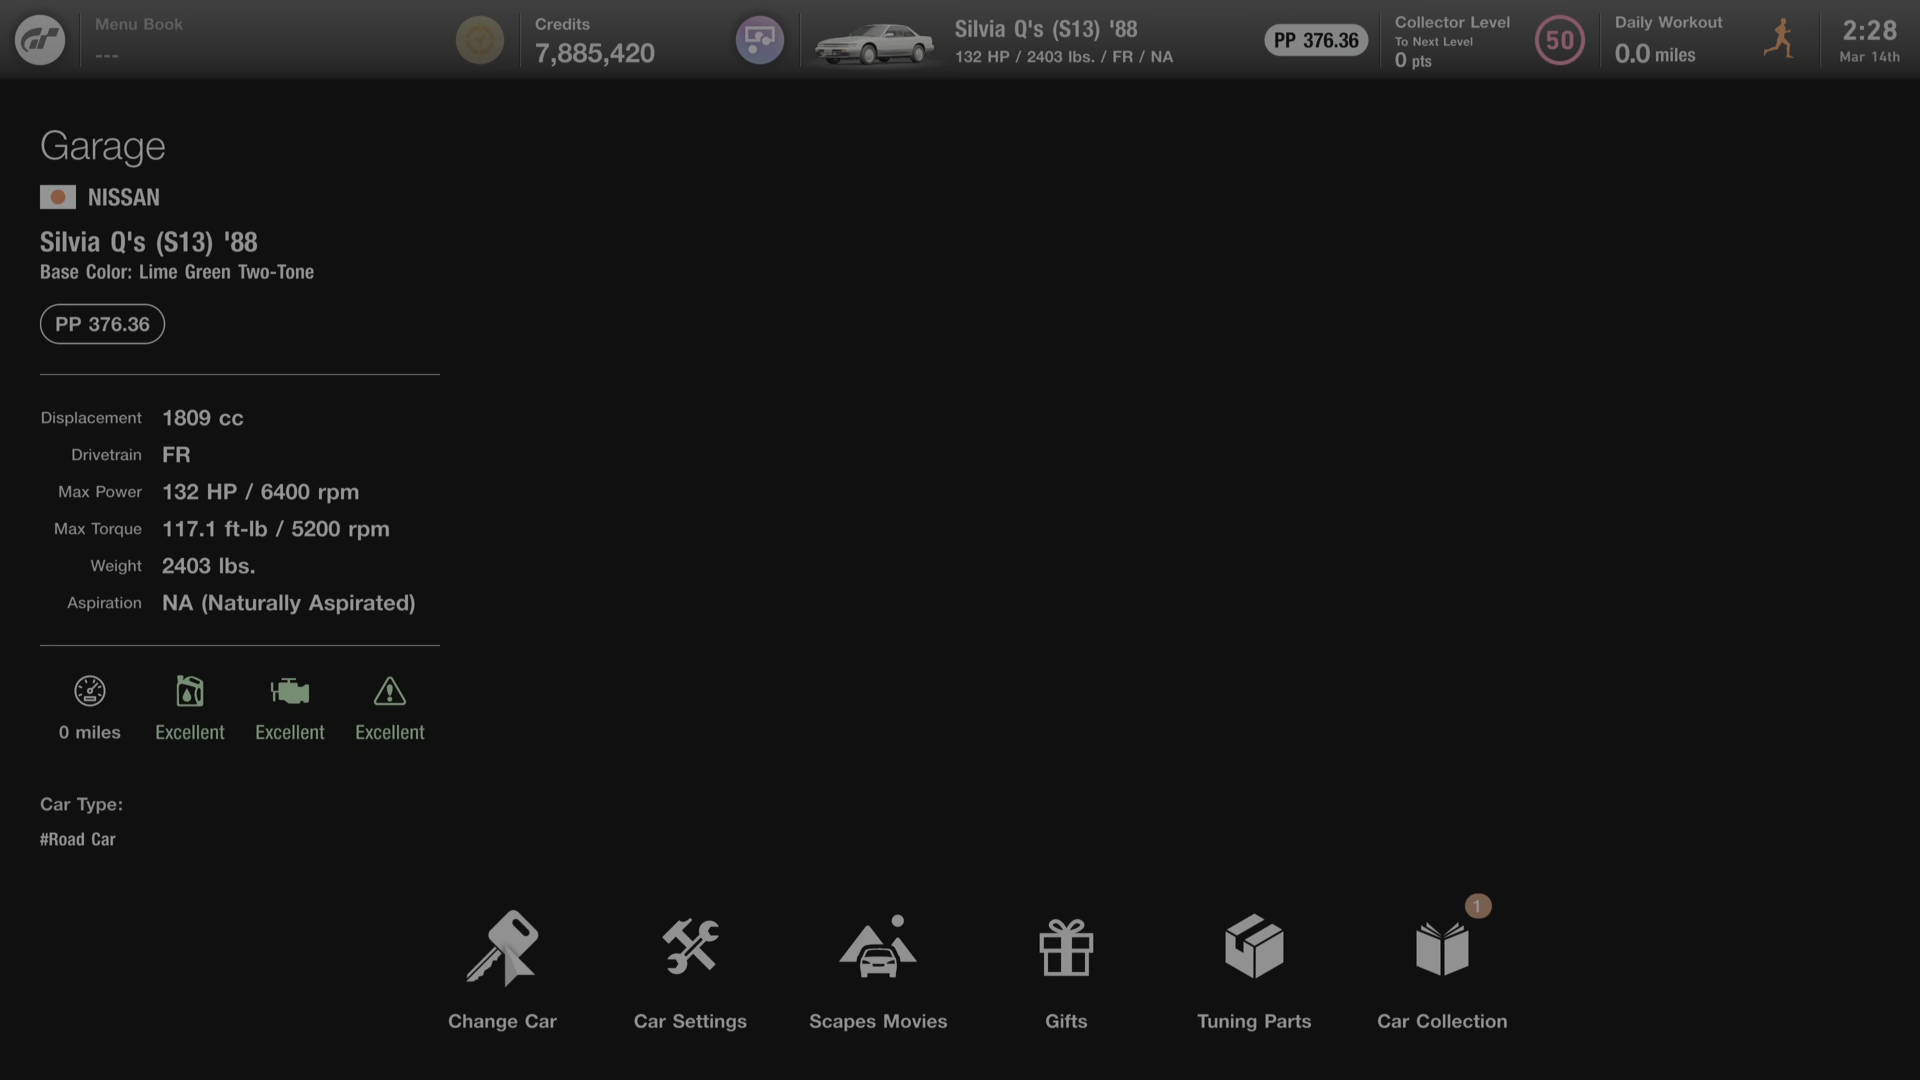 Menu Book
---
Credits
7,885,420
Silvia Q's (S13) '88
132 HP / 2403 lbs. / FR / NA
PP 376.36
Collector Level
To Next Level
0 pts
50
Daily Workout
0.0 miles
2:28
Mar 14th
Garage
NISSAN
Silvia Q's (S13) '88
Base Color: Lime Green Two-Tone
PP 376.36
Displacement 1809 cc
Drivetrain FR
Max Power 132 HP / 6400 rpm
Max Torque 117.1 ft-lb / 5200 rpm
Weight 2403 lbs.
Aspiration NA (Naturally Aspirated)
0 miles Excellent Excellent Excellent
Car Type:
#Road Car
1
Change Car Car Settings Scapes Movies Gifts Tuning Parts Car Collection